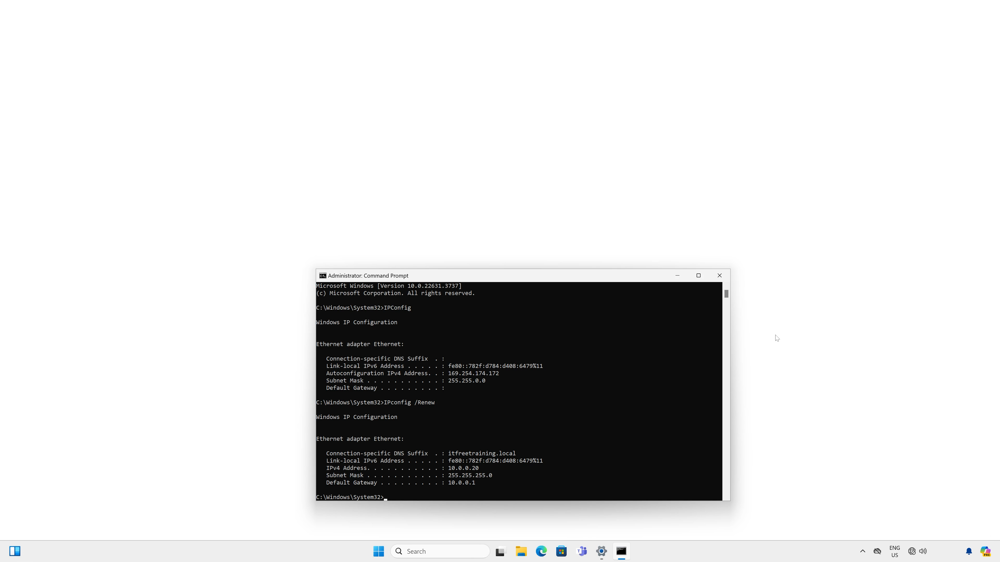 Administrator: Command Prompt
Microsoft Windows [Version 10.0.22631.3737]
(c) Microsoft Corporation. All rights reserved.
C:\Windows\System32>IPConfig
Windows IP Configuration
Ethernet adapter Ethernet:
Connection-specific DNS Suffix  . :
Link-local IPv6 Address . . . . . : fe80::782f:d784:d408:6479%11
Autoconfiguration IPv4 Address. . : 169.254.174.172
Subnet Mask . . . . . . . . . . . : 255.255.0.0
Default Gateway . . . . . . . . . :
C:\Windows\System32>IPconfig /Renew
Windows IP Configuration
Ethernet adapter Ethernet:
Connection-specific DNS Suffix  . : itfreetraining.local
Link-local IPv6 Address . . . . . : fe80::782f:d784:d408:6479%11
IPv4 Address. . . . . . . . . . . : 10.0.0.20
Subnet Mask . . . . . . . . . . . : 255.255.255.0
Default Gateway . . . . . . . . . : 10.0.0.1
C:\Windows\System32>
Search
ENG
US
PRE